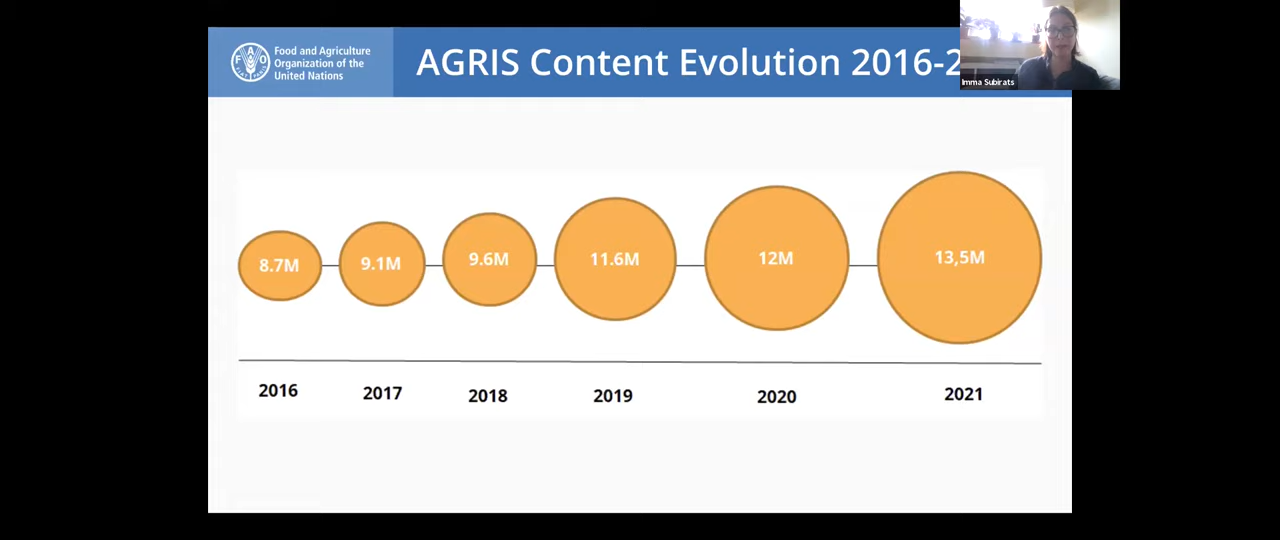 Food and Agriculture
Organization of the
United Nations
AGRIS Content Evolution 2016-2
Imma Subirats
8.7M
9.1M
9.6M
11.6M
12M
13,5M
2016
2017
2018
2019
2020
2021